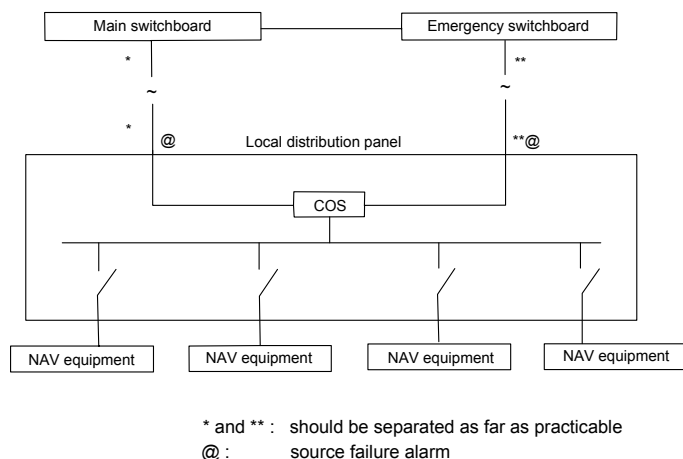 Main switchboard
Emergency switchboard
*
**
~
~
*
@
Local distribution panel
**@
COS
NAV equipment
NAV equipment
NAV equipment
NAV equipment
* and ** : should be separated as far as practicable
@ : source failure alarm